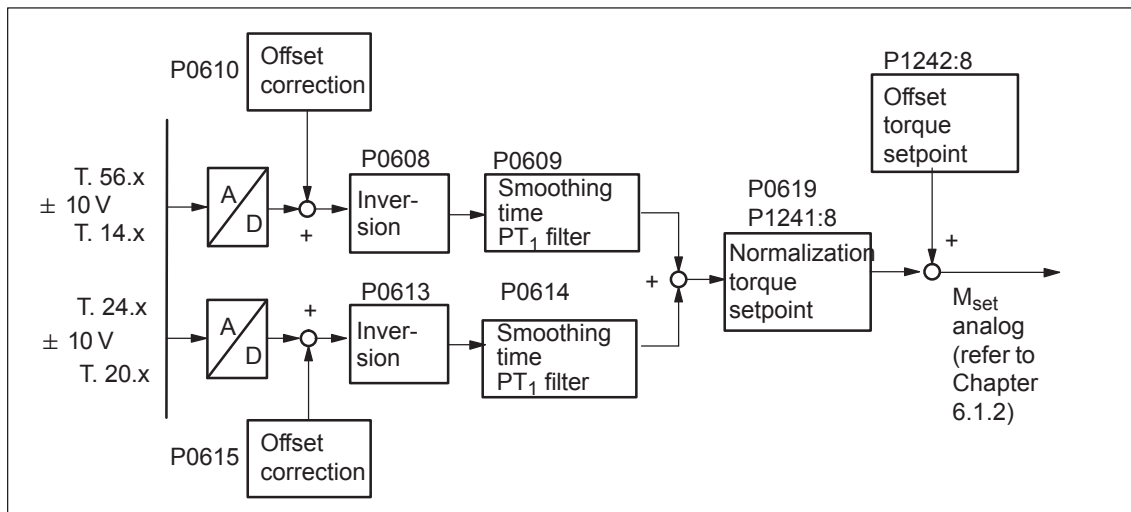 P0610
Offset
correction
T. 56.x
± 10 V
T. 14.x
A
D
+
P0608
Inver-
sion
P0609
Smoothing
time
PT1 filter
T. 24.x
± 10 V
T. 20.x
A
D
+
P0613
Inver-
sion
P0614
Smoothing
time
PT1 filter
P0615
Offset
correction
+
P0619
P1241:8
Normalization
torque
setpoint
P1242:8
Offset
torque
setpoint
+
Mset
analog
(refer to
Chapter
6.1.2)